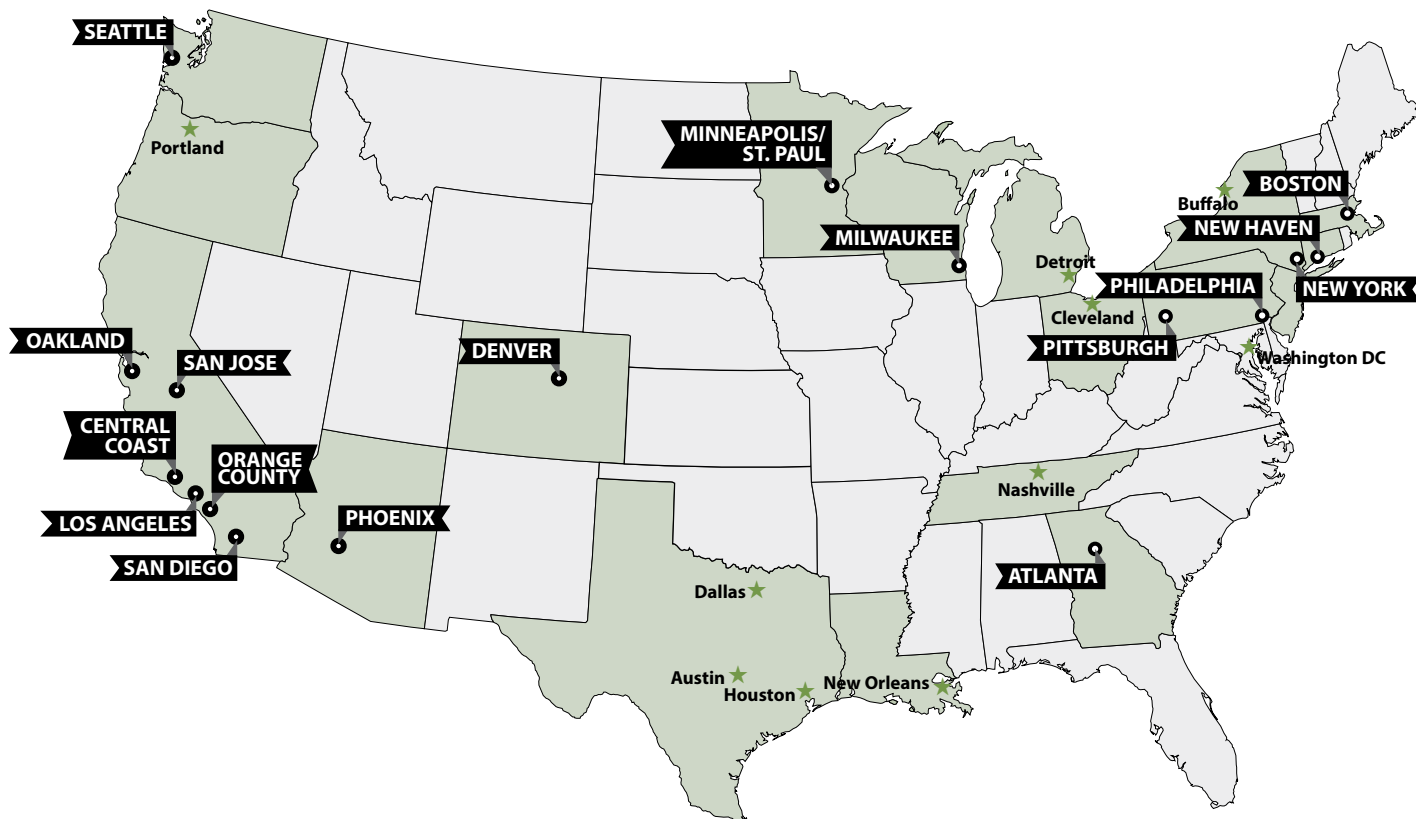 SEATTLE
Portland
MINNEAPOLIS/
ST. PAUL
BOSTON
Buffalo
NEW HAVEN
MILWAUKEE
Detroit
PHILADELPHIA
NEW YORK
Cleveland
PITTSBURGH
Washington DC
OAKLAND
SAN JOSE
DENVER
CENTRAL
COAST
ORANGE
COUNTY
Nashville
LOS ANGELES
PHOENIX
SAN DIEGO
ATLANTA
Dallas
Austin
Houston
New Orleans